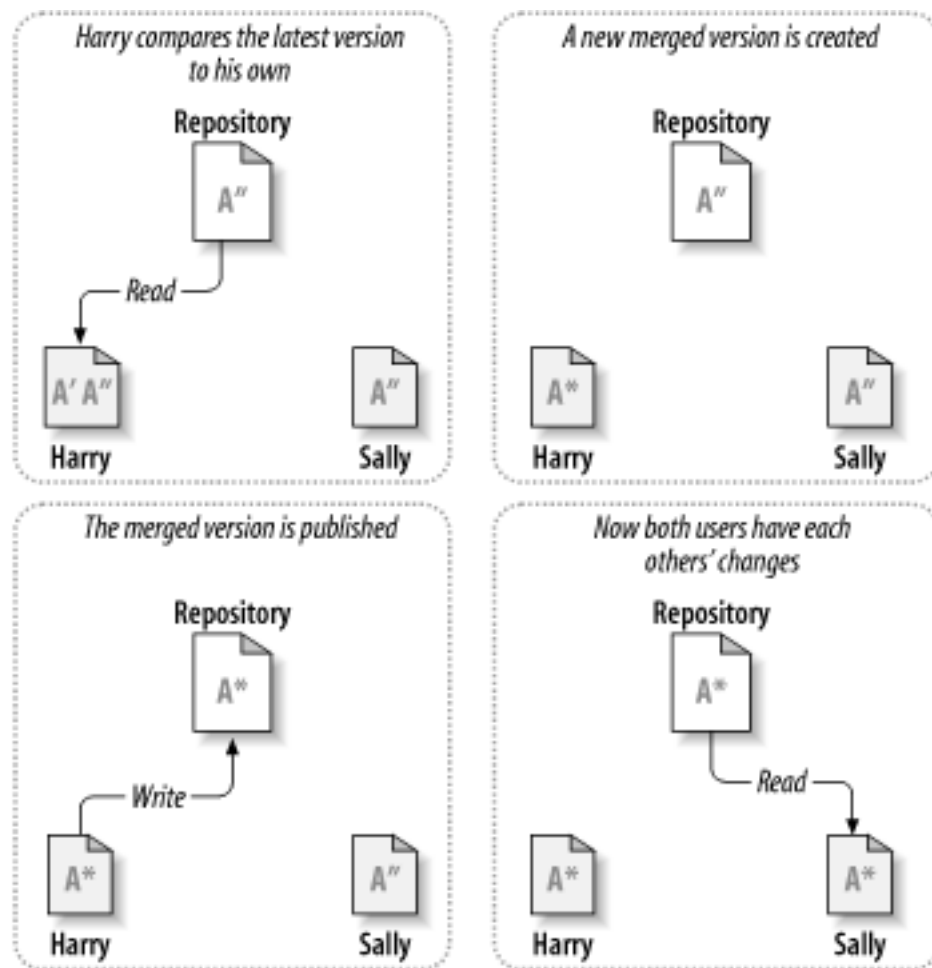 Harry compares the latest version
to his own
Repository
A″
Read
A′ A″
A″
Harry
Sally
A new merged version is created
Repository
A″
A*
A″
Harry
Sally
The merged version is published
Repository
A*
Write
A*
A″
Harry
Sally
Now both users have each
others’ changes
Repository
A*
Read
A*
A*
Harry
Sally